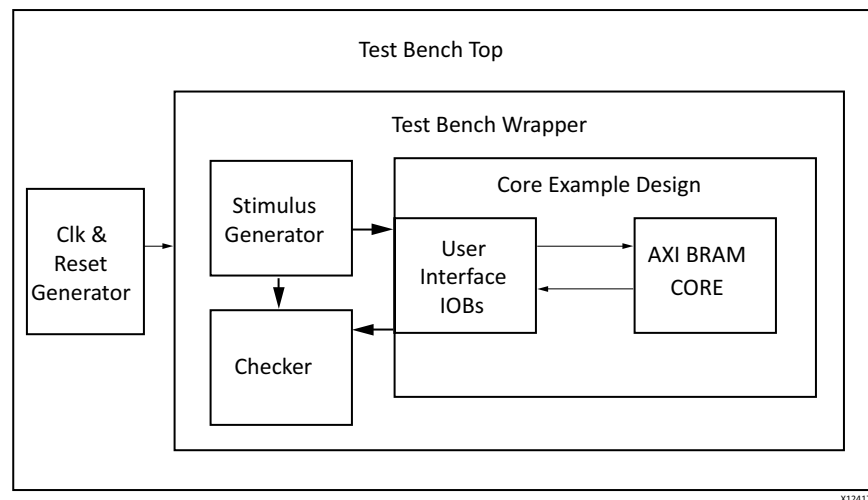 Test Bench Top
Test Bench Wrapper
Core Example Design
Stimulus
Generator
Clk &
Reset
Generator
User
Interface
IOBs
AXI BRAM
CORE
Checker